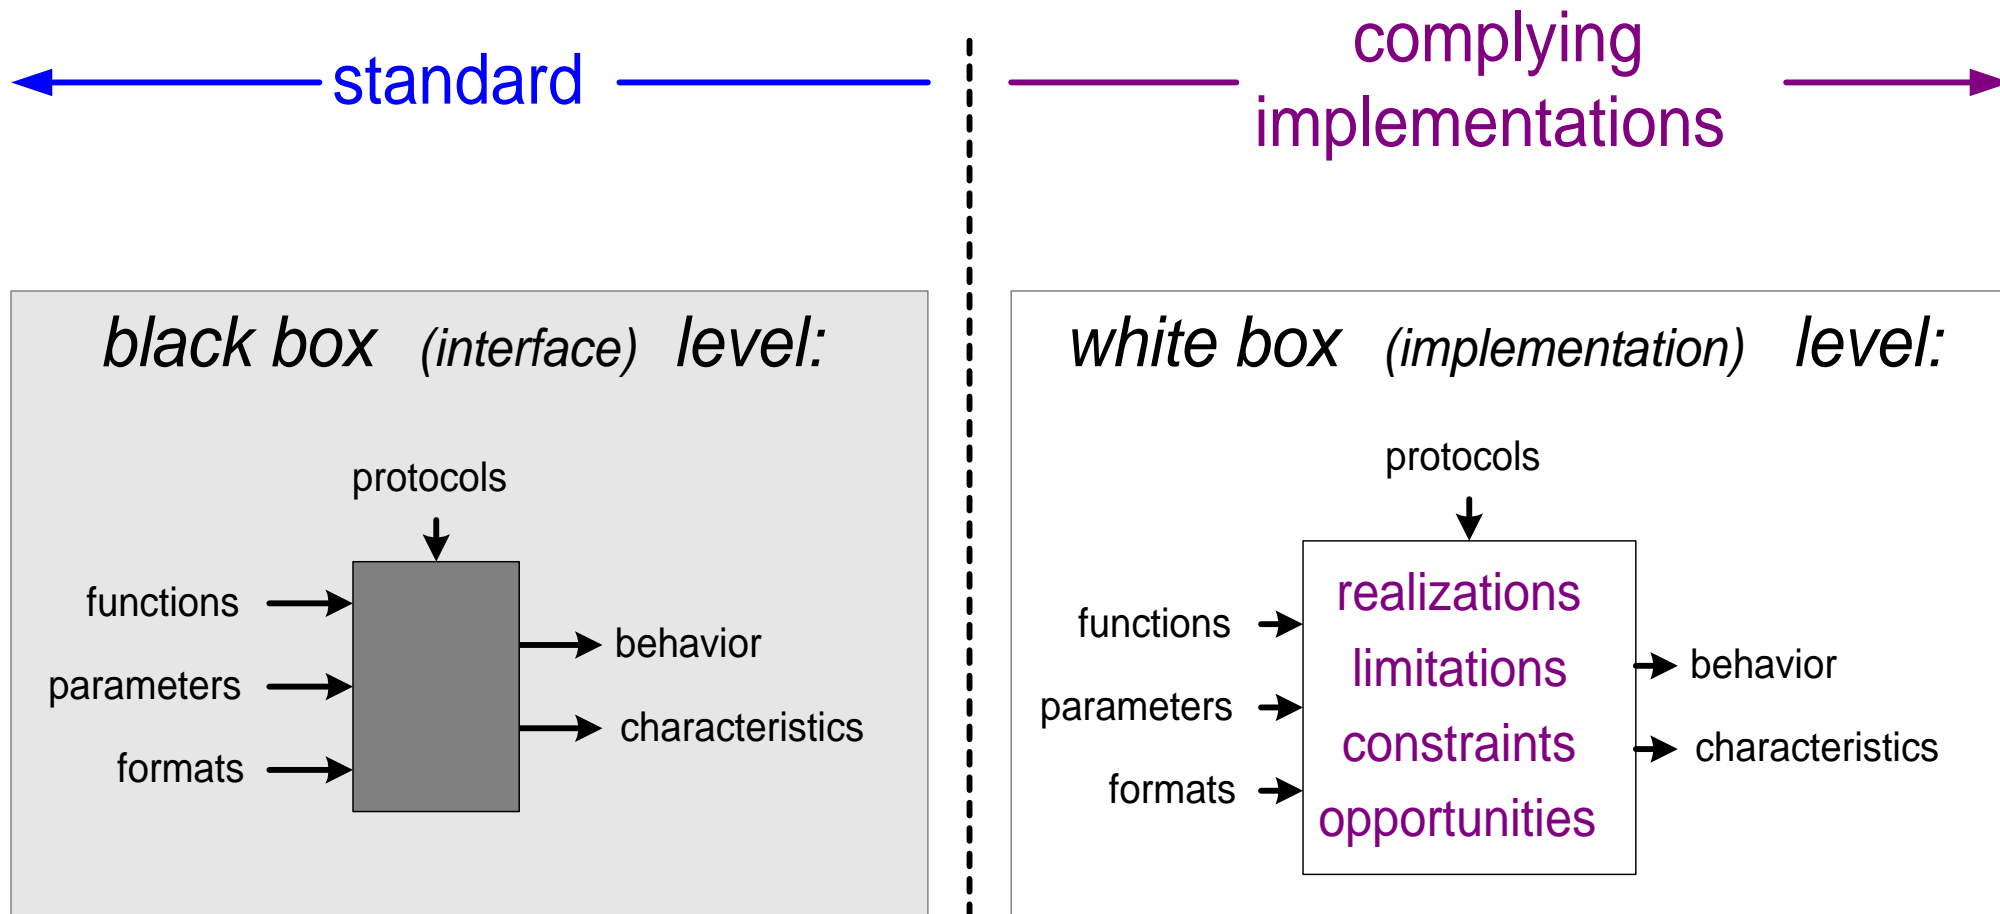 standard
complying
implementations
black box (interface) level:
protocols
functions
parameters
formats
behavior
characteristics
white box (implementation) level:
protocols
functions
parameters
formats
realizations
limitations
constraints
opportunities
behavior
characteristics